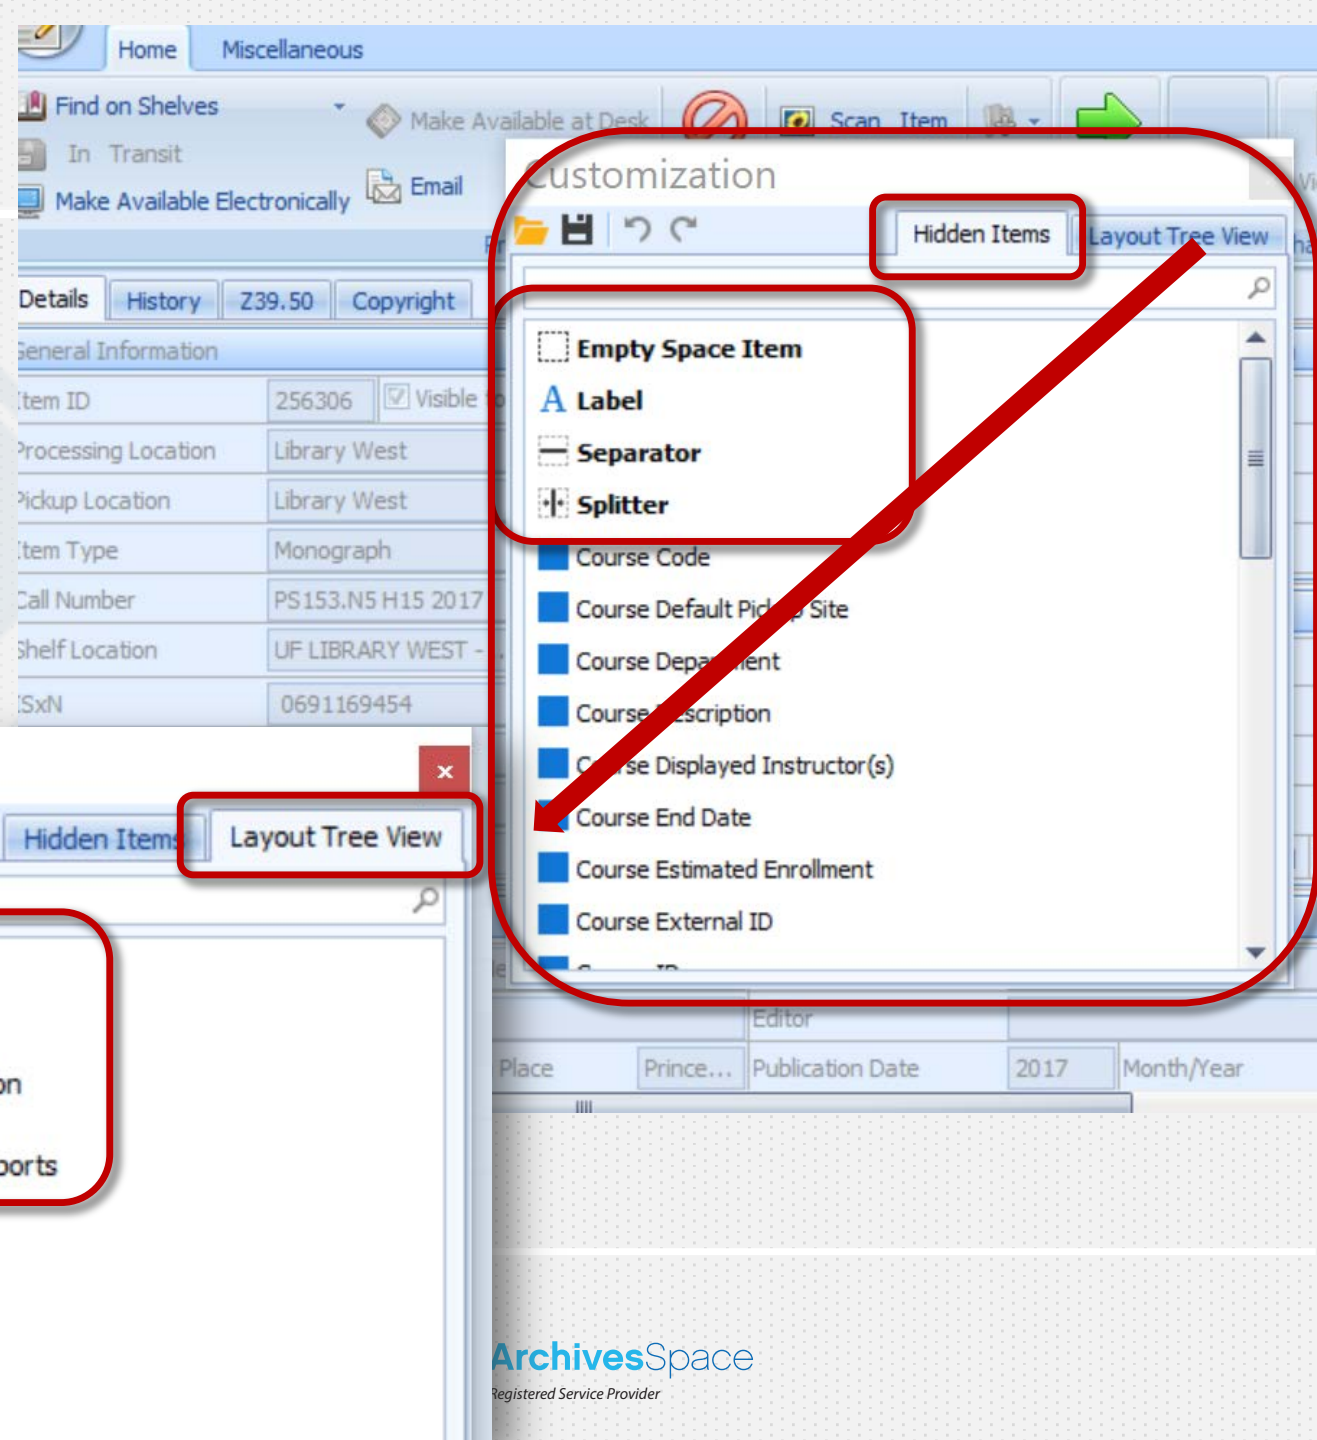 Home Miscellaneous
Find on Shelves
Make Available at Desk
Scan Item
In Transit
Make Available Electronically
Email
Customization
Hidden Items Layout Tree View
Details History Z39.50 Copyright
General Information
Item ID 256306 Visible
Processing Location Library West
Pickup Location Library West
Item Type Monograph
Call Number PS153.N5 H15 2017
Shelf Location UF LIBRARY WEST -
ISxN 0691169454
Empty Space Item
Label
Separator
Splitter
Course Code
Course Default Pickup Site
Course Department
Course Description
Course Displayed Instructor(s)
Course End Date
Course Estimated Enrollment
Course External ID
Hidden Items Layout Tree View
Editor
Place Prince... Publication Date 2017 Month/Year
ArchivesSpace
Registered Service Provider